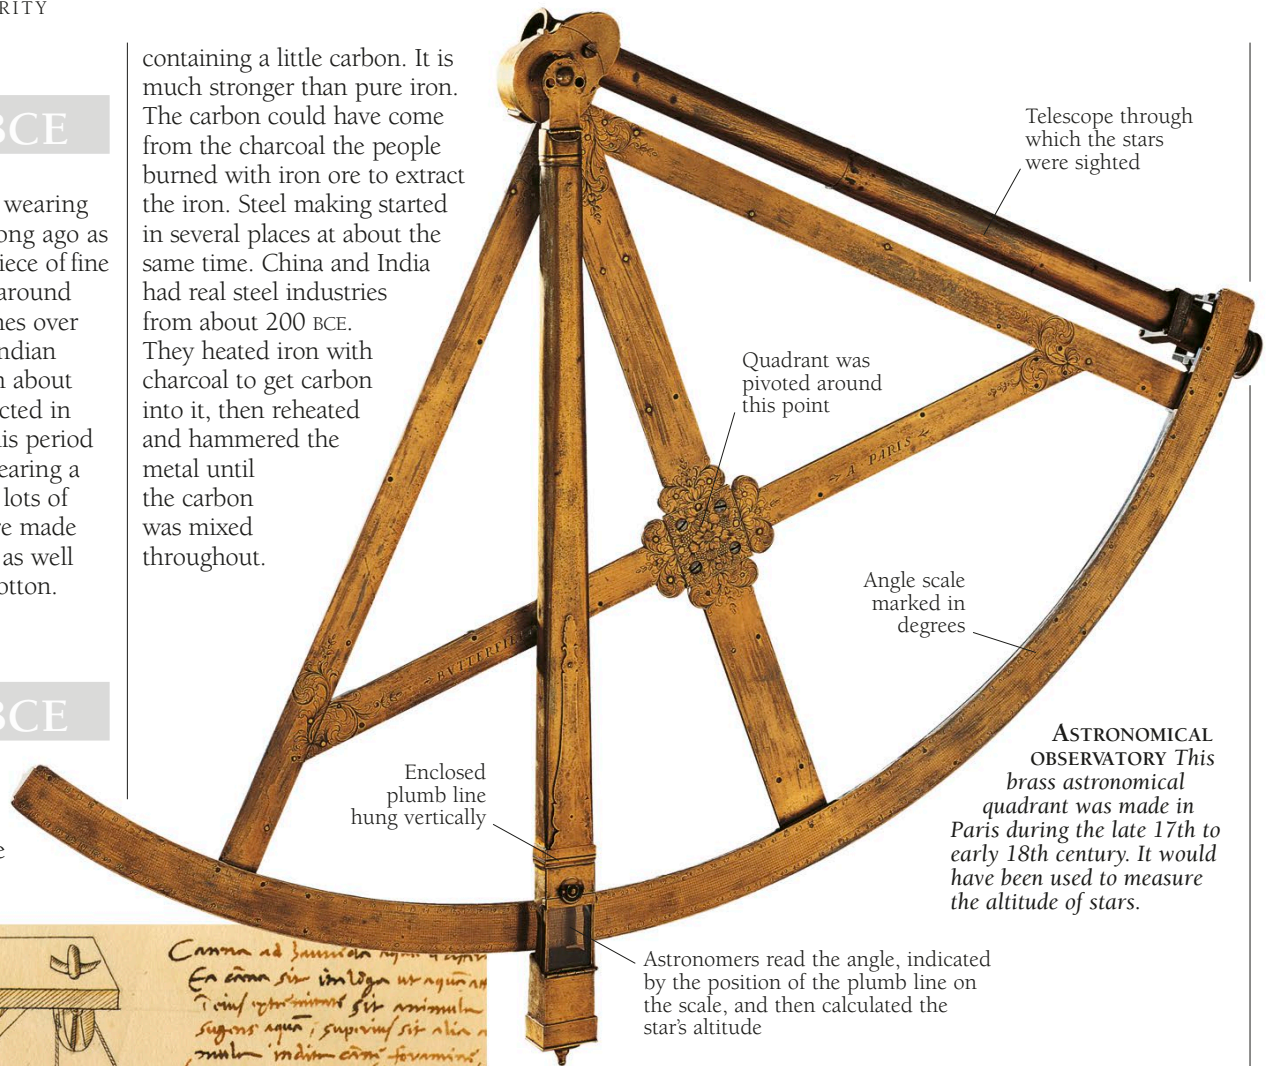 RITY
BCE
wearing
ong ago as
iece of fine
around
nes over
ndian
n about
cted in
his period
earing a
lots of
re made
as well
otton.
BCE
e
containing a little carbon. It is
much stronger than pure iron.
The carbon could have come
from the charcoal the people
burned with iron ore to extract
the iron. Steel making started
in several places at about the
same time. China and India
had real steel industries
from about 200 BCE.
They heated iron with
charcoal to get carbon
into it, then reheated
and hammered the
metal until
the carbon
was mixed
throughout.
Telescope through
which the stars
were sighted
Quadrant was
pivoted around
this point
A PARIS
Angle scale
marked in
degrees
BUTTERFIEL
Enclosed
plumb line
hung vertically
ASTRONOMICAL
OBSERVATORY This
brass astronomical
quadrant was made in
Paris during the late 17th to
early 18th century. It would
have been used to measure
the altitude of stars.
Astronomers read the angle, indicated
by the position of the plumb line on
the scale, and then calculated the
star's altitude
Canna ad
sit
sit
sit alia